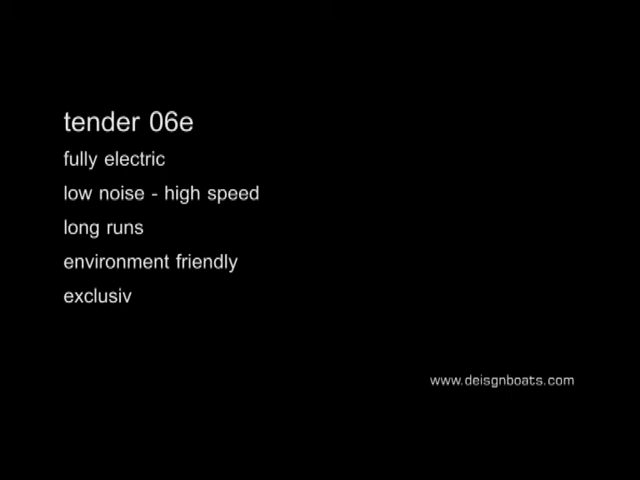 tender 06e
fully electric
low noise - high speed
long runs
environment friendly
exclusiv
www.deisgnboats.com